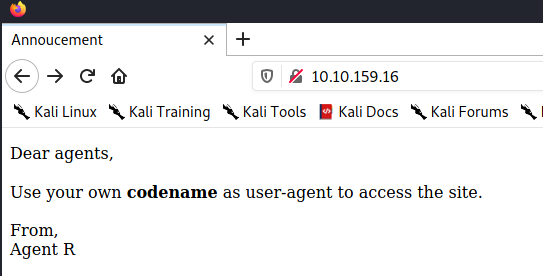 Annoucement
10.10.159.16
Kali Linux Kali Training Kali Tools Kali Docs Kali Forums
Dear agents,
Use your own codename as user-agent to access the site.
From,
Agent R